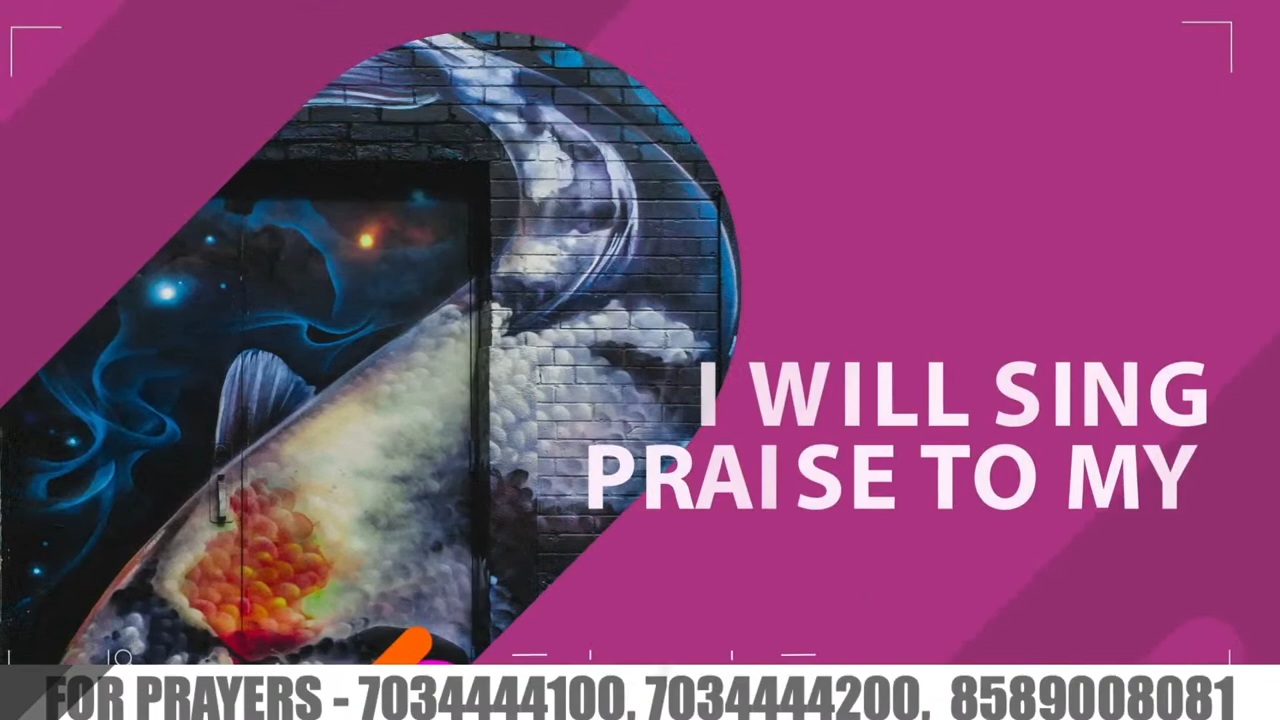 I WILL SING
PRAISE TO MY
FOR PRAYERS - 7034444100, 7034444200, 8589008081